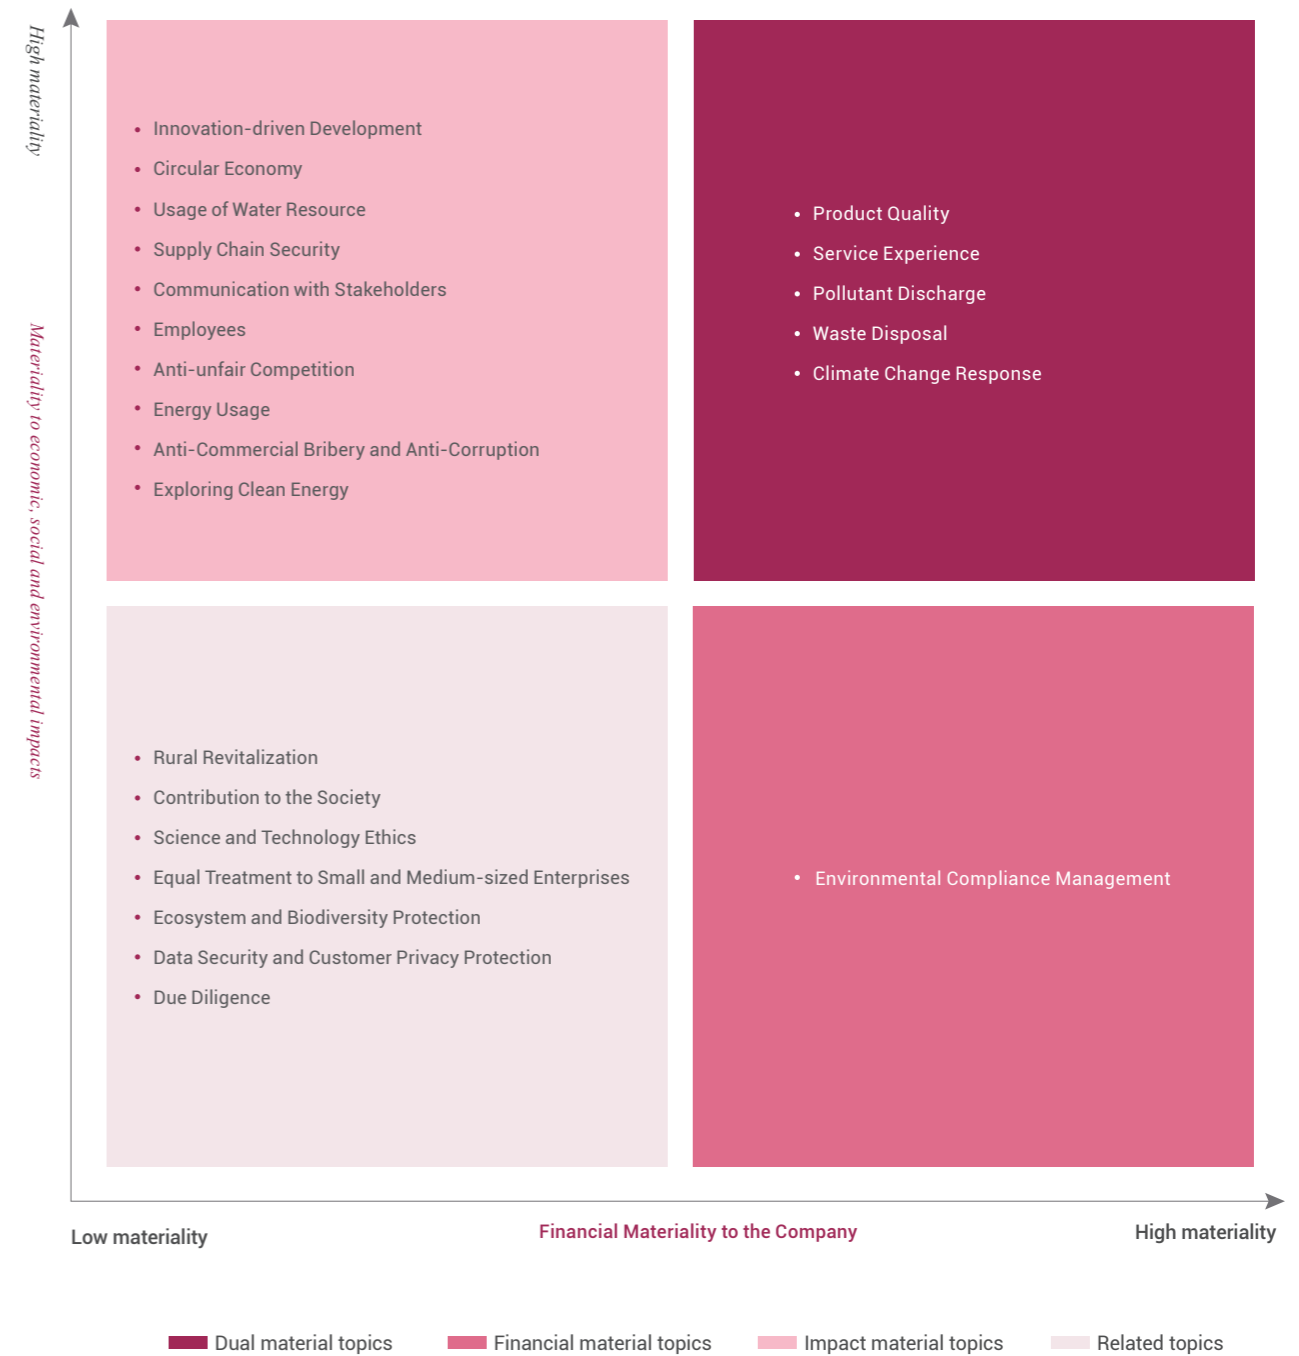 High materiality
Materiality to economic, social and environmental impacts
• Innovation-driven Development
• Circular Economy
• Usage of Water Resource
• Supply Chain Security
• Communication with Stakeholders
• Employees
• Anti-unfair Competition
• Energy Usage
• Anti-Commercial Bribery and Anti-Corruption
• Exploring Clean Energy
• Product Quality
• Service Experience
• Pollutant Discharge
• Waste Disposal
• Climate Change Response
• Rural Revitalization
• Contribution to the Society
• Science and Technology Ethics
• Equal Treatment to Small and Medium-sized Enterprises
• Ecosystem and Biodiversity Protection
• Data Security and Customer Privacy Protection
• Due Diligence
• Environmental Compliance Management
Low materiality
Financial Materiality to the Company
High materiality
Dual material topics
Financial material topics
Impact material topics
Related topics